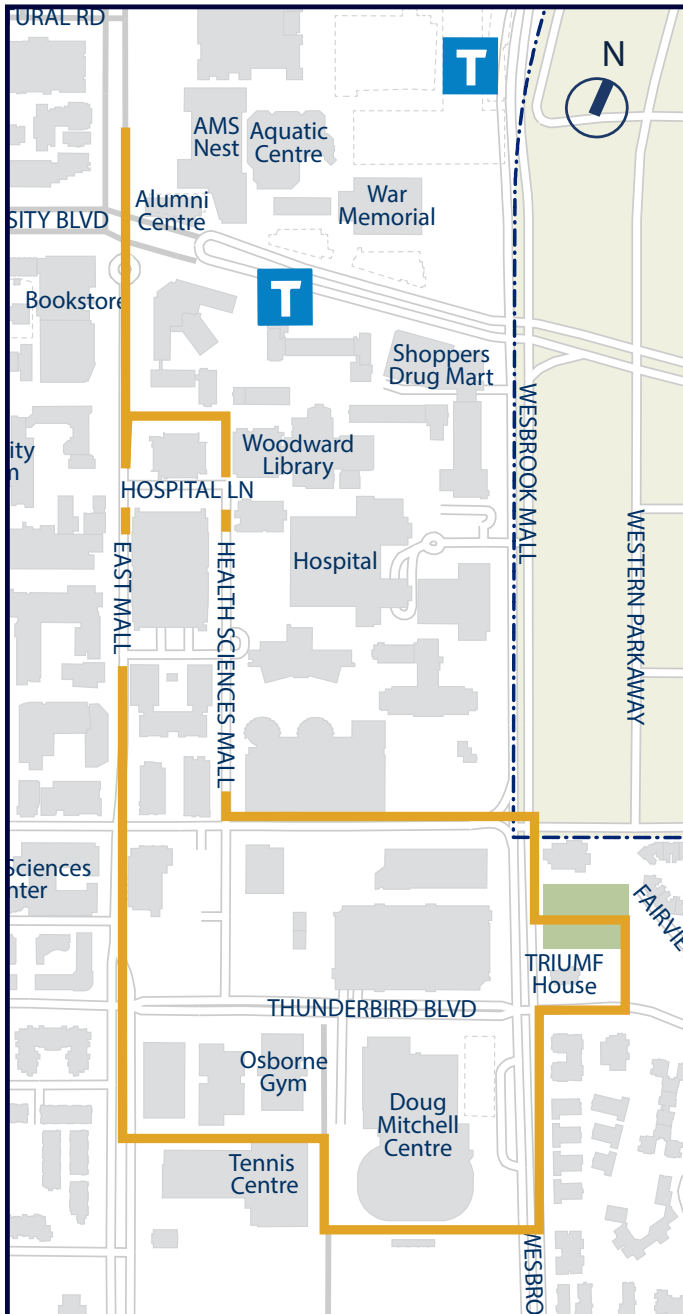 URAL RD
N
T
AMS
Nest
Aquatic
Centre
Alumni
Centre
War
Memorial
SITY BLVD
T
Bookstore
Shoppers
Drug Mart
WESBROOK MALL
ity
m
Woodward
Library
HOSPITAL LN
WESTERN PARKAWAY
EAST MALL
HEALTH SCIENCES MALL
Hospital
Sciences
nter
FAIRVIE
TRIUMF
House
THUNDERBIRD BLVD
Osborne
Gym
Doug
Mitchell
Centre
Tennis
Centre
WESBRO